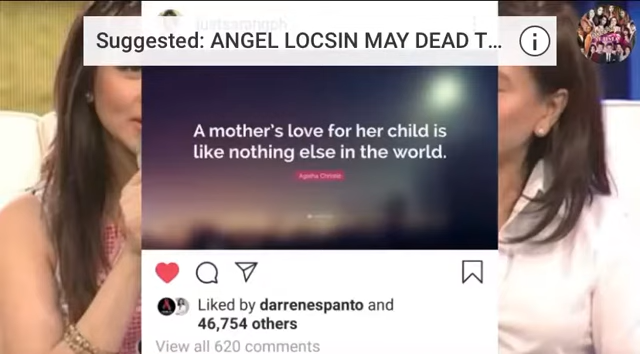 justsarahgph
Suggested: ANGEL LOCSIN MAY DEAD T...
A mother's love for her child is
like nothing else in the world.
Agatha Christie
Liked by darrenespanto and
46,754 others
View all 620 comments